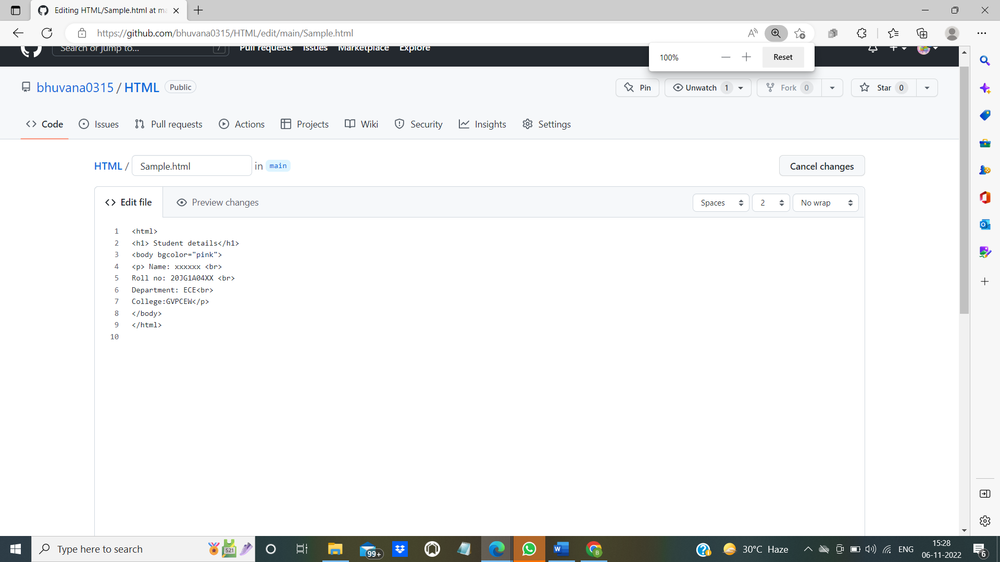 Editing HTML/Sample.html at ma
https://github.com/bhuvana0315/HTML/edit/main/Sample.html
Search or jump to... /
Pull requests Issues Marketplace Explore
100% Reset
bhuvana0315 / HTML Public
Pin Unwatch 1 Fork 0 Star 0
Code Issues Pull requests Actions Projects Wiki Security Insights Settings
HTML / Sample.html in main Cancel changes
Edit file Preview changes Spaces 2 No wrap
1 <html>
2 <h1> Student details</h1>
3 <body bgcolor="pink">
4 <p> Name: xxxxxx <br>
5 Roll no: 20JG1A04XX <br>
6 Department: ECE<br>
7 College:GVPCEW</p>
8 </body>
9 </html>
10
Type here to search 521 99+ 30°C Haze ENG 15:28
06-11-2022 6